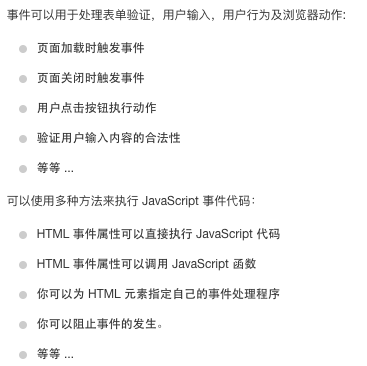 事件可以用于处理表单验证，用户输入，用户行为及浏览器动作:
页面加载时触发事件
页面关闭时触发事件
用户点击按钮执行动作
验证用户输入内容的合法性
等等 ...
可以使用多种方法来执行 JavaScript 事件代码：
HTML 事件属性可以直接执行 JavaScript 代码
HTML 事件属性可以调用 JavaScript 函数
你可以为 HTML 元素指定自己的事件处理程序
你可以阻止事件的发生。
等等 ...